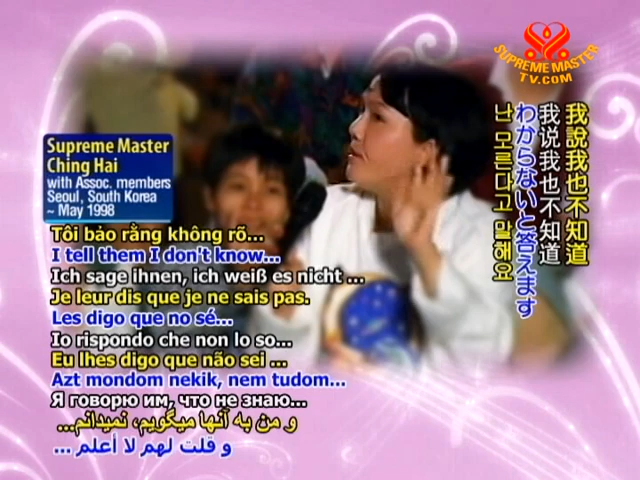 SUPREME MASTER
TV.COM
Supreme Master
Ching Hai
with Assoc. members
Seoul, South Korea
~ May 1998
我說我也不知道
我说我也不知道
わからないと答えます
난 모른다고 말해요
Tôi bảo rằng không rõ...
I tell them I don't know...
Ich sage ihnen, ich weiß es nicht ...
Je leur dis que je ne sais pas.
Les digo que no sé...
Io rispondo che non lo so...
Eu lhes digo que não sei ...
Azt mondom nekik, nem tudom...
Я говорю им, что не знаю...
و من به آنها میگویم، نمیدانم...
و قلت لهم لا أعلم ...